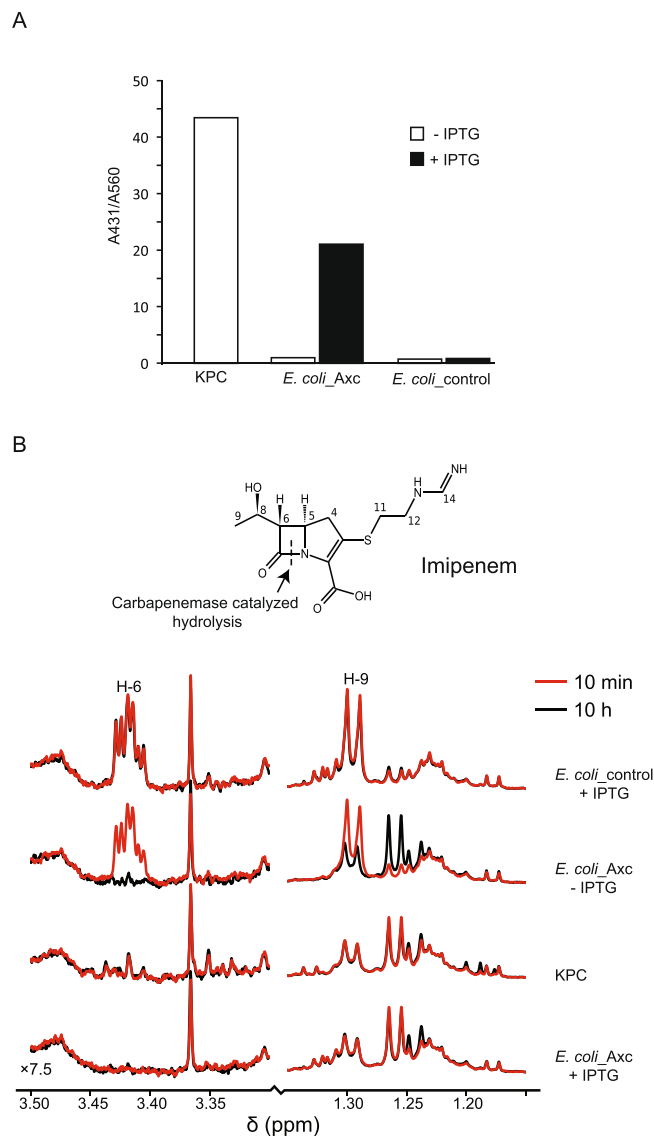 A
50
40
30
20
10
0
A431/A560
- IPTG
+ IPTG
KPC
E. coli_Axc
E. coli_control
B
HO
H
H
9
8
6
5
4
O
N
S
11
12
H
N
NH
14
O
OH
Imipenem
Carbapenemase catalyzed
hydrolysis
H-6
H-9
10 min
10 h
E. coli_control
+ IPTG
E. coli_Axc
- IPTG
KPC
E. coli_Axc
+ IPTG
×7.5
3.50
3.45
3.40
3.35
1.30
1.25
1.20
δ (ppm)